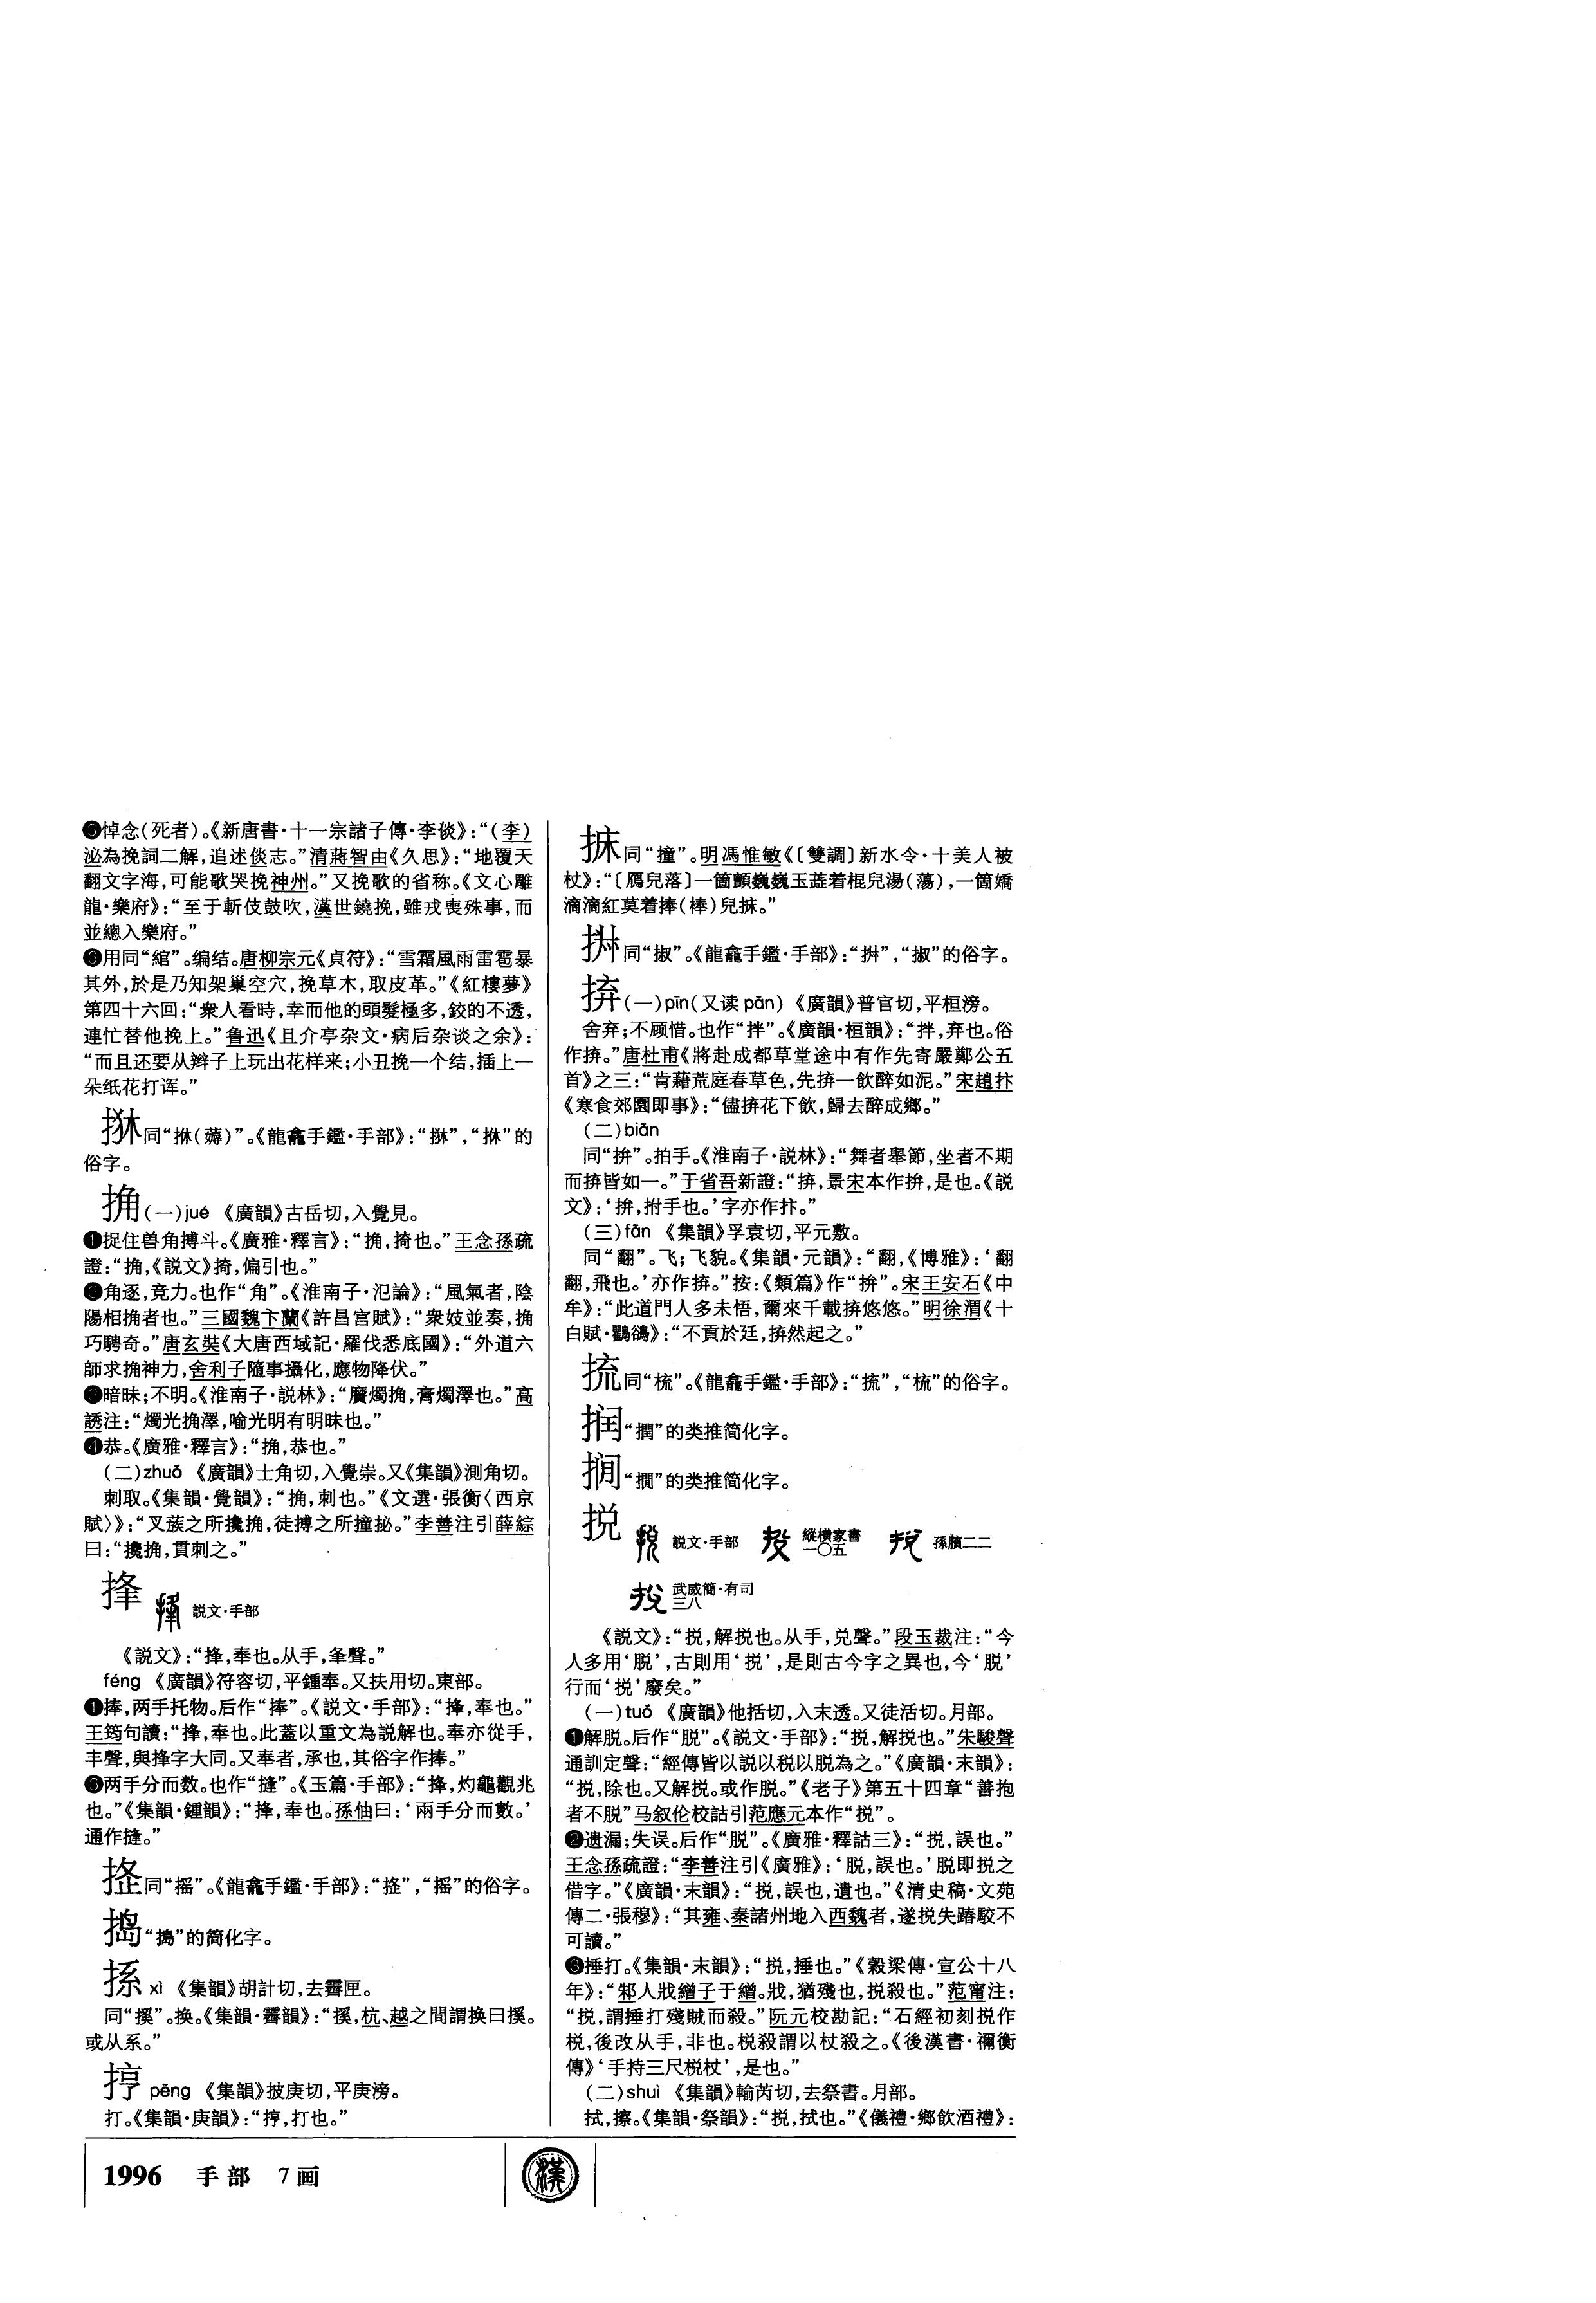 ❺悼念(死者)。《新唐書·十一宗諸子傳·李倓》:“(李)
泌為挽詞二解,追述倓志。”清蔣智由《久思》:“地覆天
翻文字海,可能歌哭挽神州。”又挽歌的省称。《文心雕
龍·樂府》:“至于斬伎鼓吹,漢世鐃挽,雖戎喪殊事,而
並總入樂府。”
❻用同“綰”。编结。唐柳宗元《貞符》:“雪霜風雨雷雹暴
其外,於是乃知架巢空穴,挽草木,取皮革。”《紅樓夢》
第四十六回:“衆人看時,幸而他的頭髮極多,鉸的不透,
連忙替他挽上。”鲁迅《且介亭杂文·病后杂谈之余》:
“而且还要从辫子上玩出花样来;小丑挽一个结,插上一
朵纸花打诨。”
同“㧂(薅)”。《龍龕手鑑·手部》:“”,“㧂”的
俗字。
捔(一)jué 《廣韻》古岳切,入覺見。
❶捉住兽角搏斗。《廣雅·釋言》:“捔,掎也。”王念孫疏
證:“捔,《説文》掎,偏引也。”
❷角逐,竞力。也作“角”。《淮南子·氾論》:“風氣者,陰
陽相捔者也。”三國魏卞蘭《許昌宫賦》:“衆妓並奏,捔
巧騁奇。”唐玄奘《大唐西域記·羅伐悉底國》:“外道六
師求捔神力,舍利子隨事攝化,應物降伏。”
❸暗昧;不明。《淮南子·説林》:“黂燭捔,膏燭澤也。”高
誘注:“燭光捔澤,喻光明有明昧也。”
❹恭。《廣雅·釋言》:“捔,恭也。”
(二)zhuó 《廣韻》士角切,入覺崇。又《集韻》測角切。
刺取。《集韻·覺韻》:“捔,刺也。”《文選·張衡〈西京
賦〉》:“叉蔟之所攙捔,徒搏之所撞㧙。”李善注引薛綜
曰:“攙捔,貫刺之。”
捀 説文·手部
《説文》:“捀,奉也。从手,夆聲。”
féng 《廣韻》符容切,平鍾奉。又扶用切。東部。
❶捧,两手托物。后作“捧”。《説文·手部》:“捀,奉也。”
王筠句讀:“捀,奉也。此蓋以重文為説解也。奉亦從手,
丰聲,與捀字大同。又奉者,承也,其俗字作捧。”
❷两手分而数。也作“摓”。《玉篇·手部》:“捀,灼龜觀兆
也。”《集韻·鍾韻》:“捀,奉也。孫伷曰:‘兩手分而數。’
通作摓。”
同“摇”。《龍龕手鑑·手部》:“”,“摇”的俗字。
捣“搗”的简化字。
㨙 xì 《集韻》胡計切,去霽匣。
同“搎”。换。《集韻·霽韻》:“,杭、越之間謂换曰。
或从系。”
㧸 pēng 《集韻》披庚切,平庚滂。
打。《集韻·庚韻》:“㧸,打也。”
同“撞”。明馮惟敏《〔雙調〕新水令·十美人被
杖》:“〔鴈兒落〕一箇顫巍巍玉蓝着棍兒湯(蕩),一箇嬌
滴滴紅莫着捧(棒)兒。”
同“掓”。《龍龕手鑑·手部》:“”,“掓”的俗字。
拚(一)pīn(又读 pān) 《廣韻》普官切,平桓滂。
舍弃;不顾惜。也作“拌”。《廣韻·桓韻》:“拌,弃也。俗
作𢬵。”唐杜甫《將赴成都草堂途中有作先寄嚴鄭公五
首》之三:“肯藉荒庭春草色,先𢬵一飲醉如泥。”宋趙抃
《寒食郊園即事》:“儘𢬵花下飲,歸去醉成鄉。”
(二)biān
同“拚”。拍手。《淮南子·説林》:“舞者舉節,坐者不期
而𢬵皆如一。”于省吾新證:“𢬵,景宋本作拚,是也。《説
文》:‘拚,拊手也。’字亦作抃。”
(三)fān 《集韻》孚袁切,平元敷。
同“翻”。飞;飞貌。《集韻·元韻》:“翻,《博雅》:‘翻
翻,飛也。’亦作𢬵。”按:《類篇》作“拚”。宋王安石《中
牟》:“此道門人多未悟,爾來千載𢬵悠悠。”明徐渭《十
白賦·鸜鵒》:“不貢於廷,𢬵然起之。”
㧧同“梳”。《龍龕手鑑·手部》:“”,“梳”的俗字。
“撋”的类推简化字。
“撊”的类推简化字。
挩 説文·手部 縱横家書一〇五 孫臏二二
武威簡·有司三八
《説文》:“挩,解挩也。从手,兑聲。”段玉裁注:“今
人多用‘脱’,古則用‘挩’,是則古今字之異也,今‘脱’
行而‘挩’廢矣。”
(一)tuō 《廣韻》他括切,入末透。又徒活切。月部。
❶解脱。后作“脱”。《説文·手部》:“挩,解挩也。”朱駿聲
通訓定聲:“經傳皆以説以税以脱為之。”《廣韻·末韻》:
“挩,除也。又解挩。或作脱。”《老子》第五十四章“善抱
者不脱”马叙伦校詁引范應元本作“挩”。
❷遗漏;失误。后作“脱”。《廣雅·釋詁三》:“挩,誤也。”
王念孫疏證:“李善注引《廣雅》:‘脱,誤也。’脱即挩之
借字。”《廣韻·末韻》:“挩,誤也,遺也。”《清史稿·文苑
傳二·張穆》:“其雍、秦諸州地入西魏者,遂挩失踳駮不
可讀。”
❸捶打。《集韻·末韻》:“挩,捶也。”《穀梁傳·宣公十八
年》:“邾人戕繒子于繒。戕,猶殘也,挩殺也。”范甯注:
“挩,謂捶打殘賊而殺。”阮元校勘記:“石經初刻挩作
棁,後改从手,非也。棁殺謂以杖殺之。《後漢書·禰衡
傳》‘手持三尺棁杖’,是也。”
(二)shuì 《集韻》輸芮切,去祭書。月部。
拭,擦。《集韻·祭韻》:“挩,拭也。”《儀禮·鄉飲酒禮》:
1996 手部 7画
漢